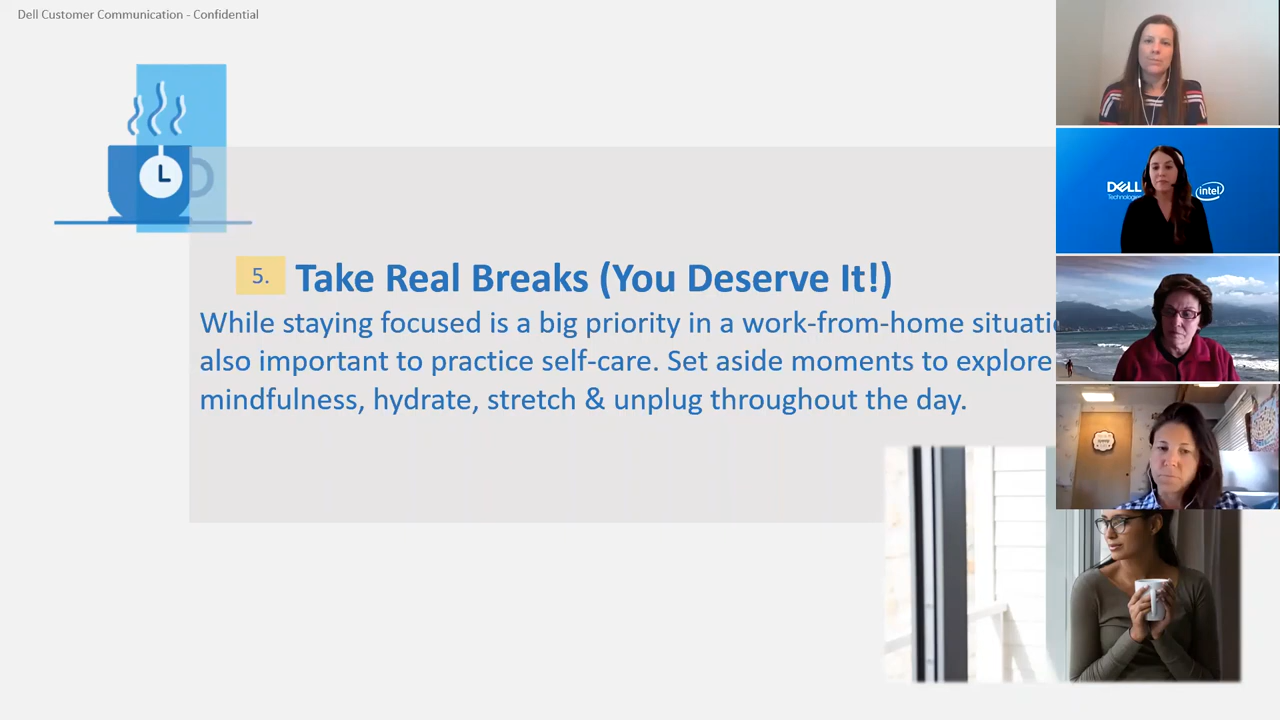 Dell Customer Communication - Confidential
5. Take Real Breaks (You Deserve It!)
While staying focused is a big priority in a work-from-home
also important to practice self-care. Set aside moments to explore
mindfulness, hydrate, stretch & unplug throughout the day.
DELL
Technologies
intel